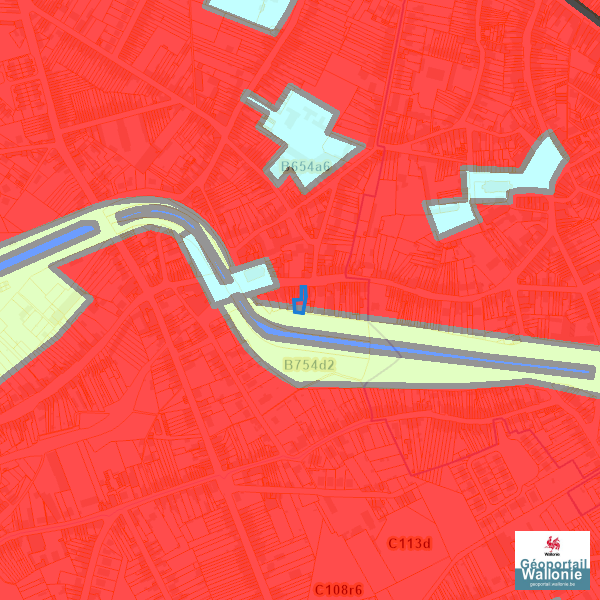 B654a6
B754d2
C113d
C108r6
Wallonie
Géoportail
Wallonie
geoportail.wallonie.be